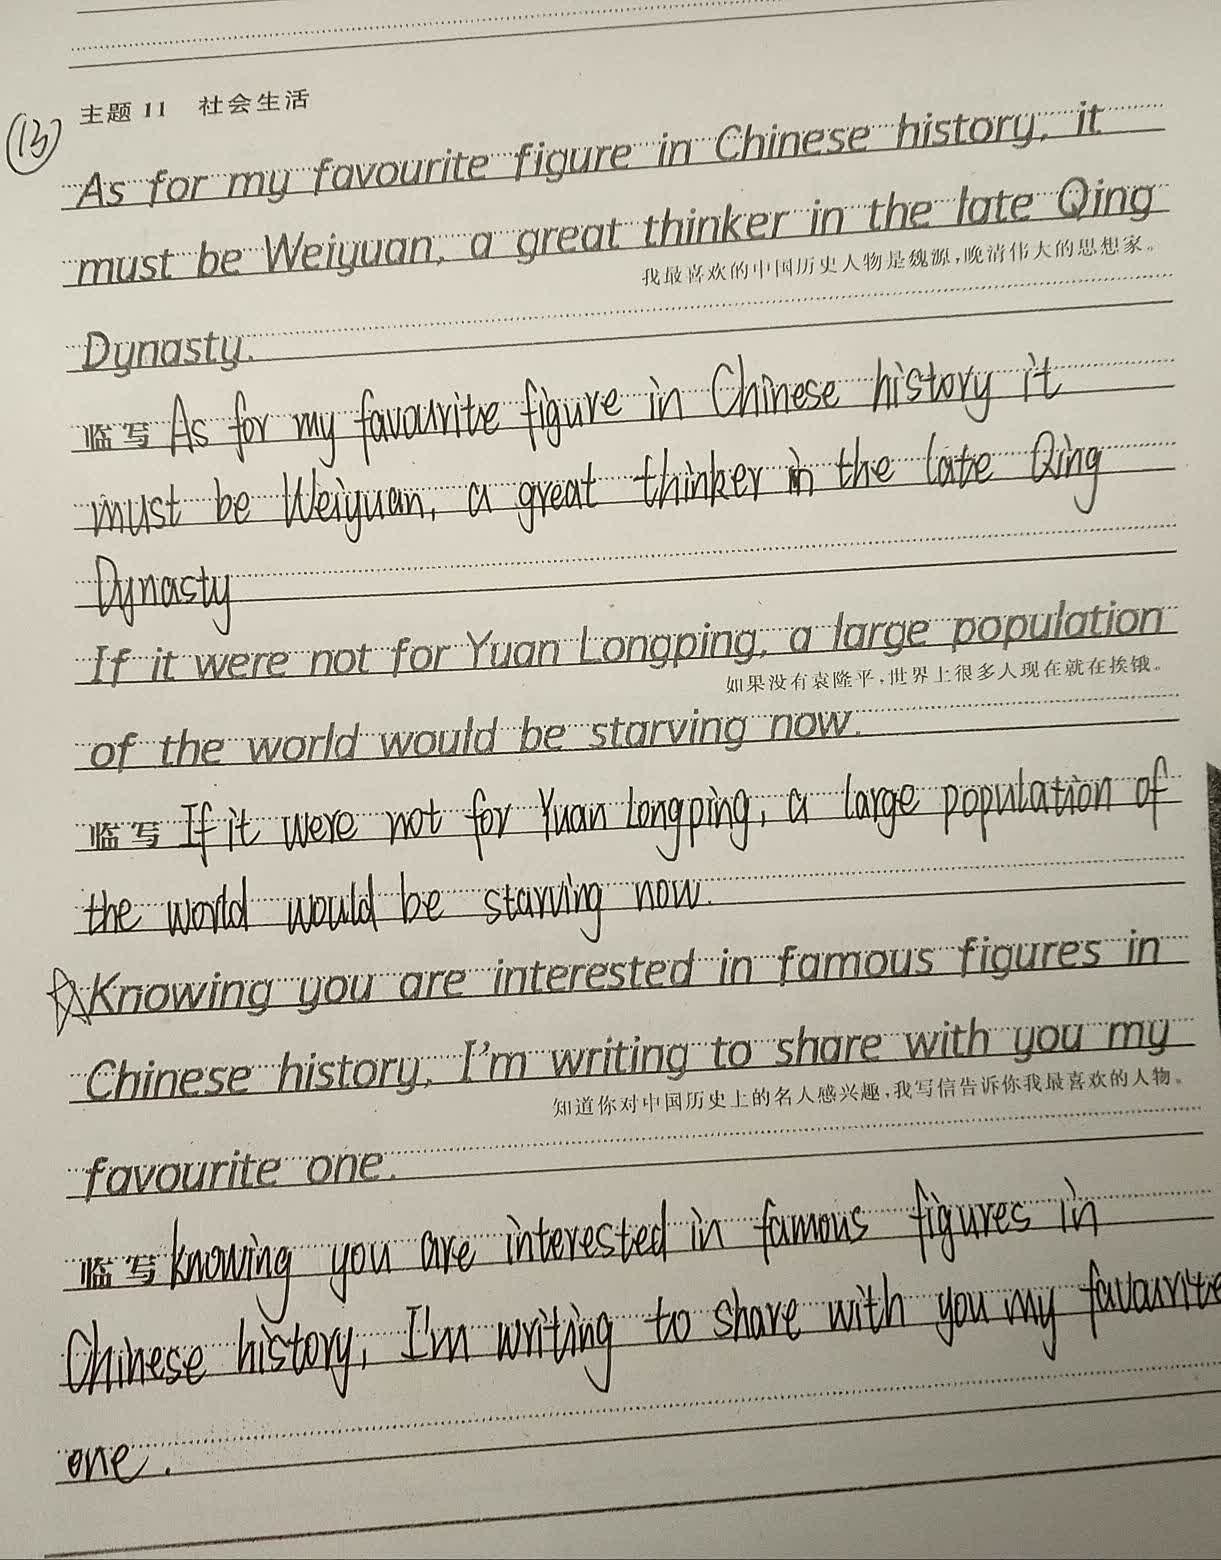 主题 11 社会生活
(13)
As for my favourite figure in Chinese history, it
must be Weiyuan, a great thinker in the late Qing
我最喜欢的中国历史人物是魏源,晚清伟大的思想家。
Dynasty.
临写 As for my favourite figure in Chinese history it
must be Weiyuan, a great thinker in the late Qing
Dynasty
If it were not for Yuan Longping, a large population
如果没有袁隆平,世界上很多人现在就在挨饿。
of the world would be starving now.
临写 If it were not for Yuan Longping, a large population of
the world would be starving now.
☆Knowing you are interested in famous figures in
Chinese history, I'm writing to share with you my
知道你对中国历史上的名人感兴趣,我写信告诉你我最喜欢的人物。
favourite one.
临写 knowing you are interested in famous figures in
Chinese history, I'm writing to share with you my favourite
one.